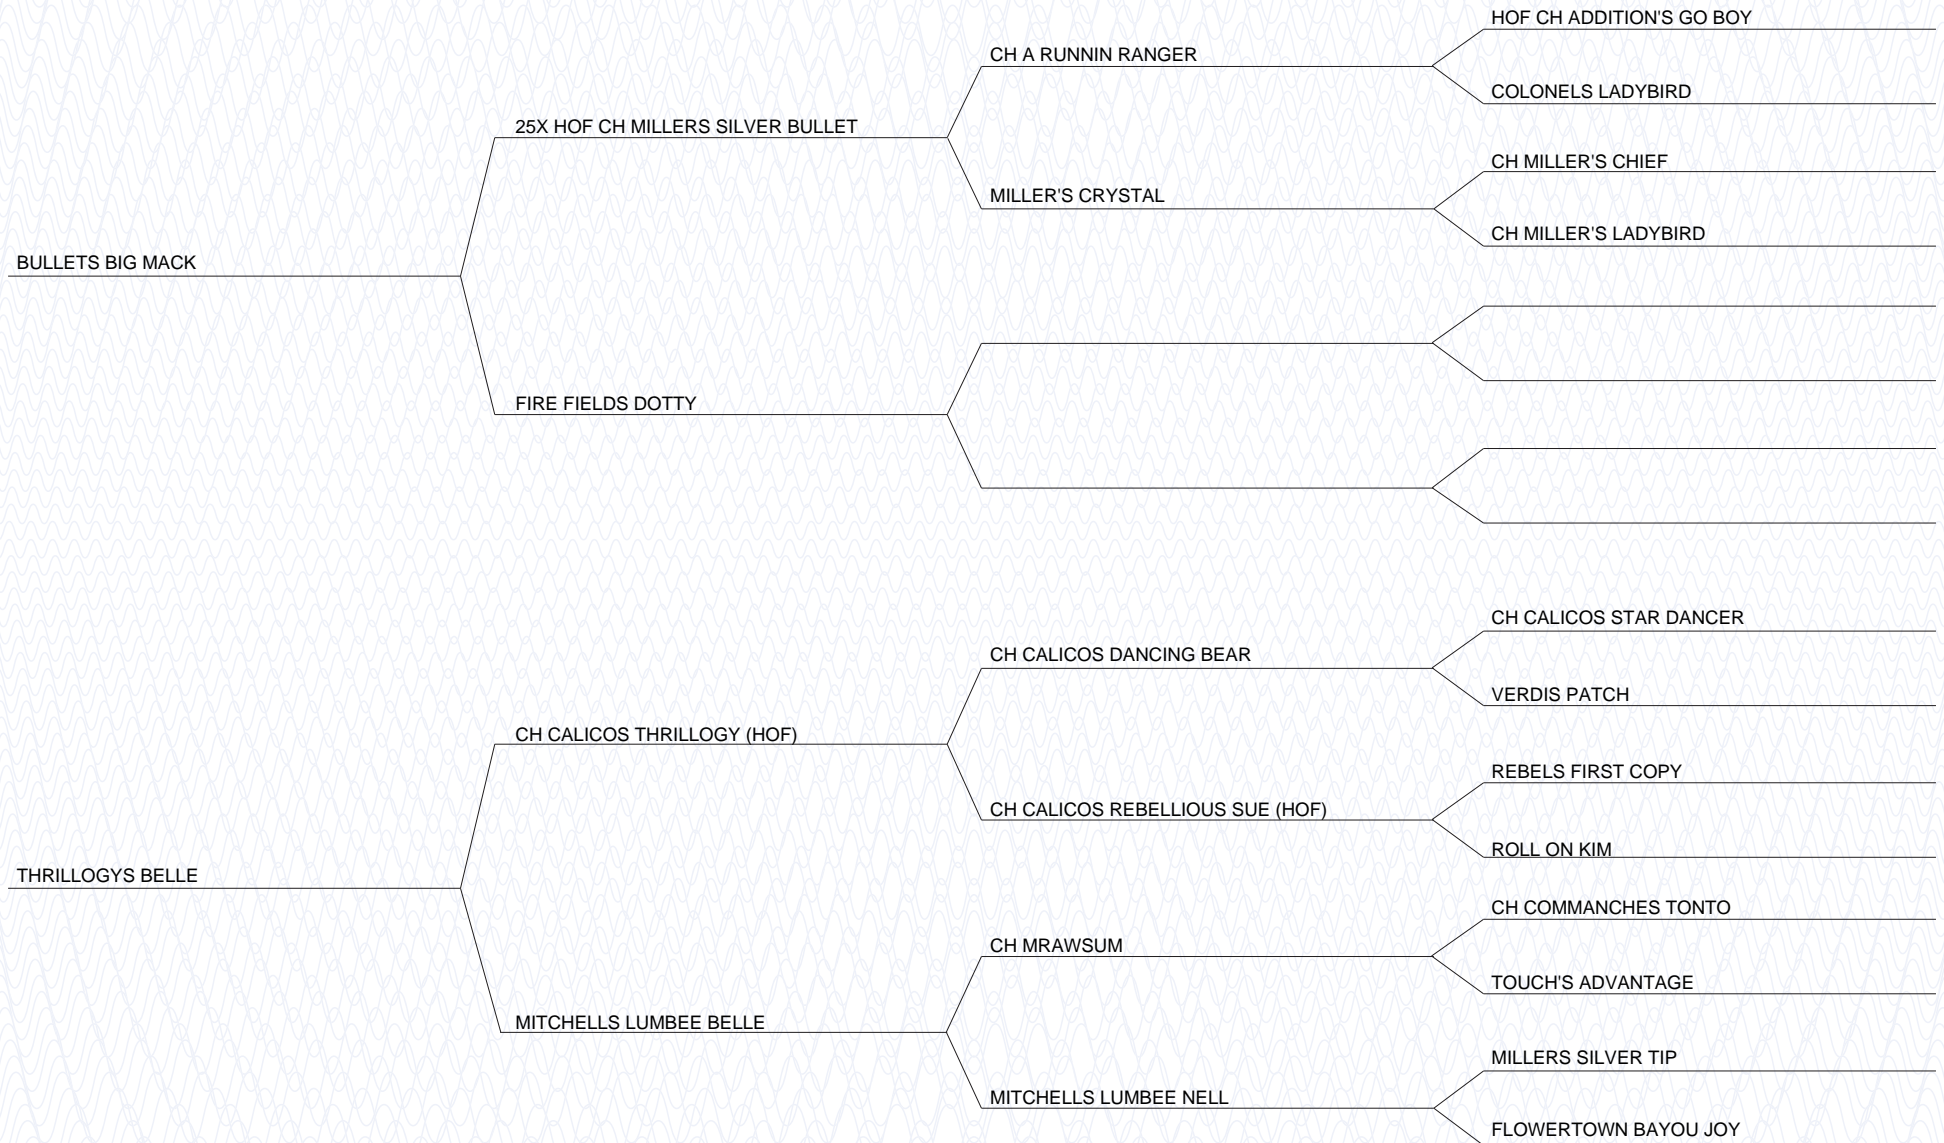 HOF CH ADDITION'S GO BOY
CH A RUNNIN RANGER
COLONELS LADYBIRD
25X HOF CH MILLERS SILVER BULLET
CH MILLER'S CHIEF
MILLER'S CRYSTAL
CH MILLER'S LADYBIRD
BULLETS BIG MACK
FIRE FIELDS DOTTY
CH CALICOS STAR DANCER
CH CALICOS DANCING BEAR
VERDIS PATCH
CH CALICOS THRILLOGY (HOF)
REBELS FIRST COPY
CH CALICOS REBELLIOUS SUE (HOF)
ROLL ON KIM
THRILLOGYS BELLE
CH COMMANCHES TONTO
CH MRAWSUM
TOUCH'S ADVANTAGE
MITCHELLS LUMBEE BELLE
MILLERS SILVER TIP
MITCHELLS LUMBEE NELL
FLOWERTOWN BAYOU JOY